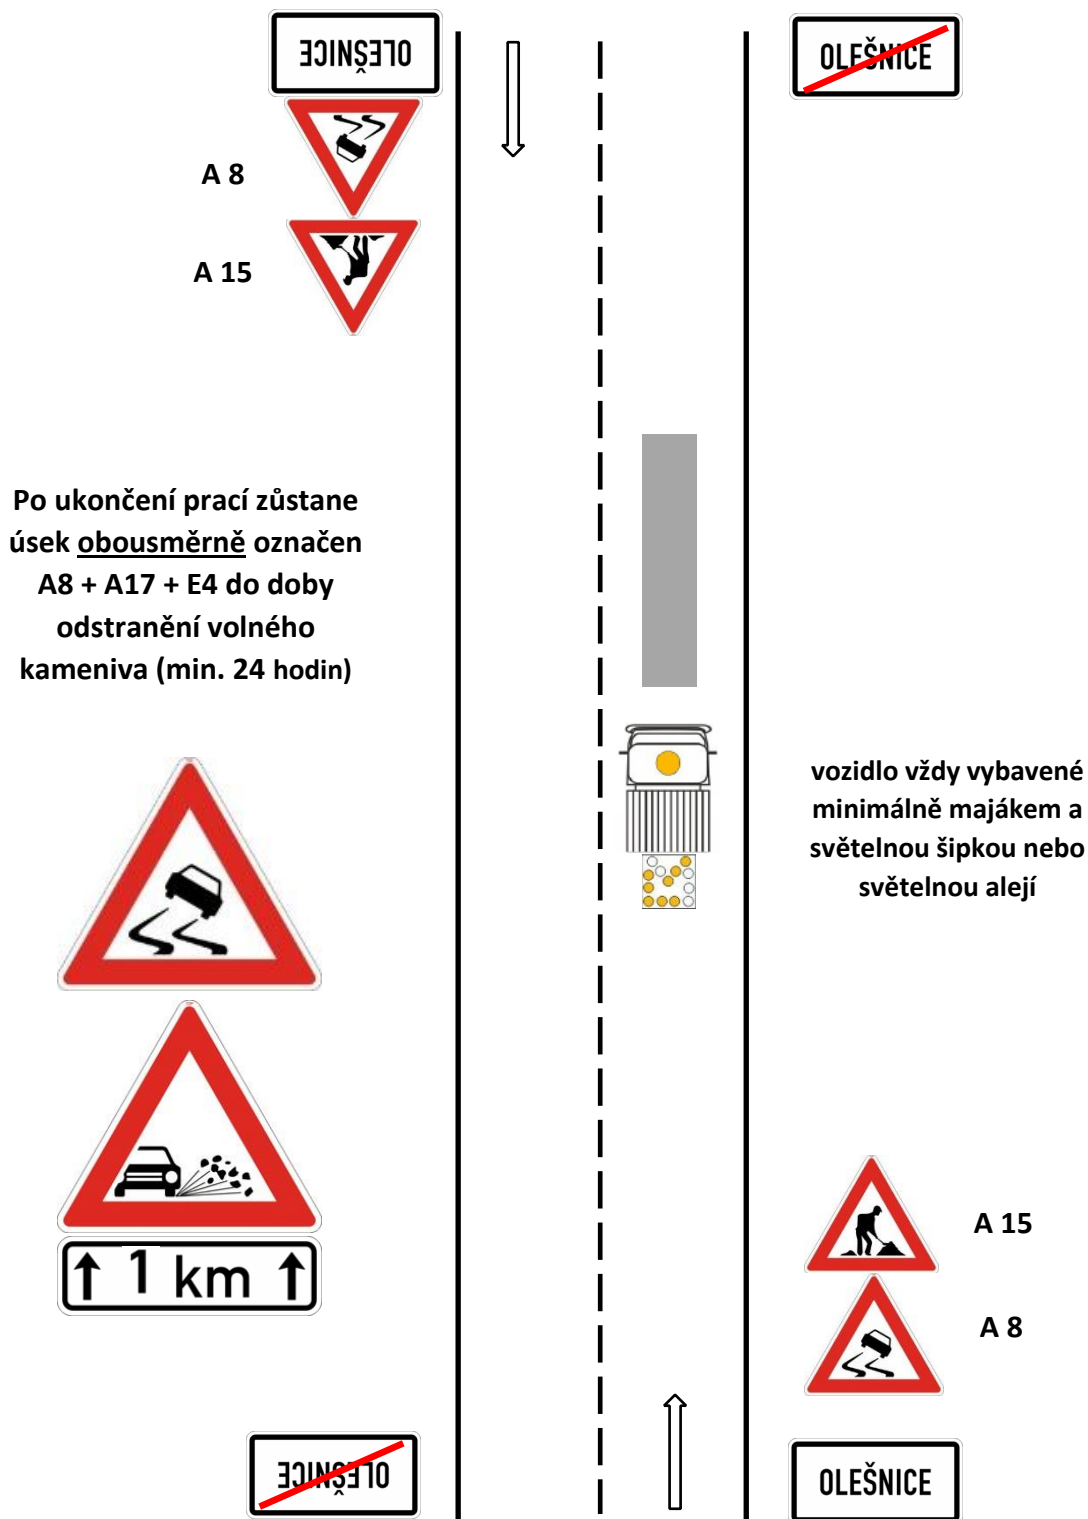 OLEŠNICE
OLEŠNICE
A 8
A 15
Po ukončení prací zůstane
úsek obousměrně označen
A8 + A17 + E4 do doby
odstranění volného
kameniva (min. 24 hodin)
vozidlo vždy vybavené
minimálně majákem a
světelnou šipkou nebo
světelnou alejí
1 km
A 15
A 8
OLEŠNICE
OLEŠNICE